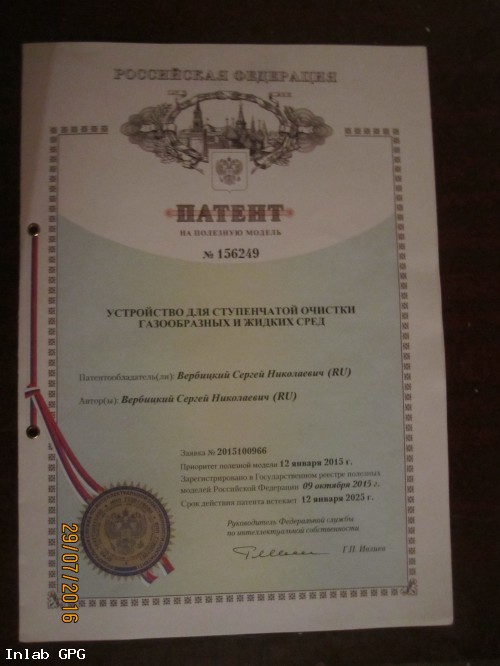 РОССИЙСКАЯ ФЕДЕРАЦИЯ
ПАТЕНТ
НА ПОЛЕЗНУЮ МОДЕЛЬ
№ 156249
УСТРОЙСТВО ДЛЯ СТУПЕНЧАТОЙ ОЧИСТКИ
ГАЗООБРАЗНЫХ И ЖИДКИХ СРЕД
Патентообладатель(ли): Вербицкий Сергей Николаевич (RU)
Автор(ы): Вербицкий Сергей Николаевич (RU)
Заявка № 2015100966
Приоритет полезной модели 12 января 2015 г.
Зарегистрировано в Государственном реестре полезных
моделей Российской Федерации 09 октября 2015 г.
Срок действия патента истекает 12 января 2025 г.
Руководитель Федеральной службы
по интеллектуальной собственности
Г.П. Ивлиев
29/07/2016
Inlab GPG